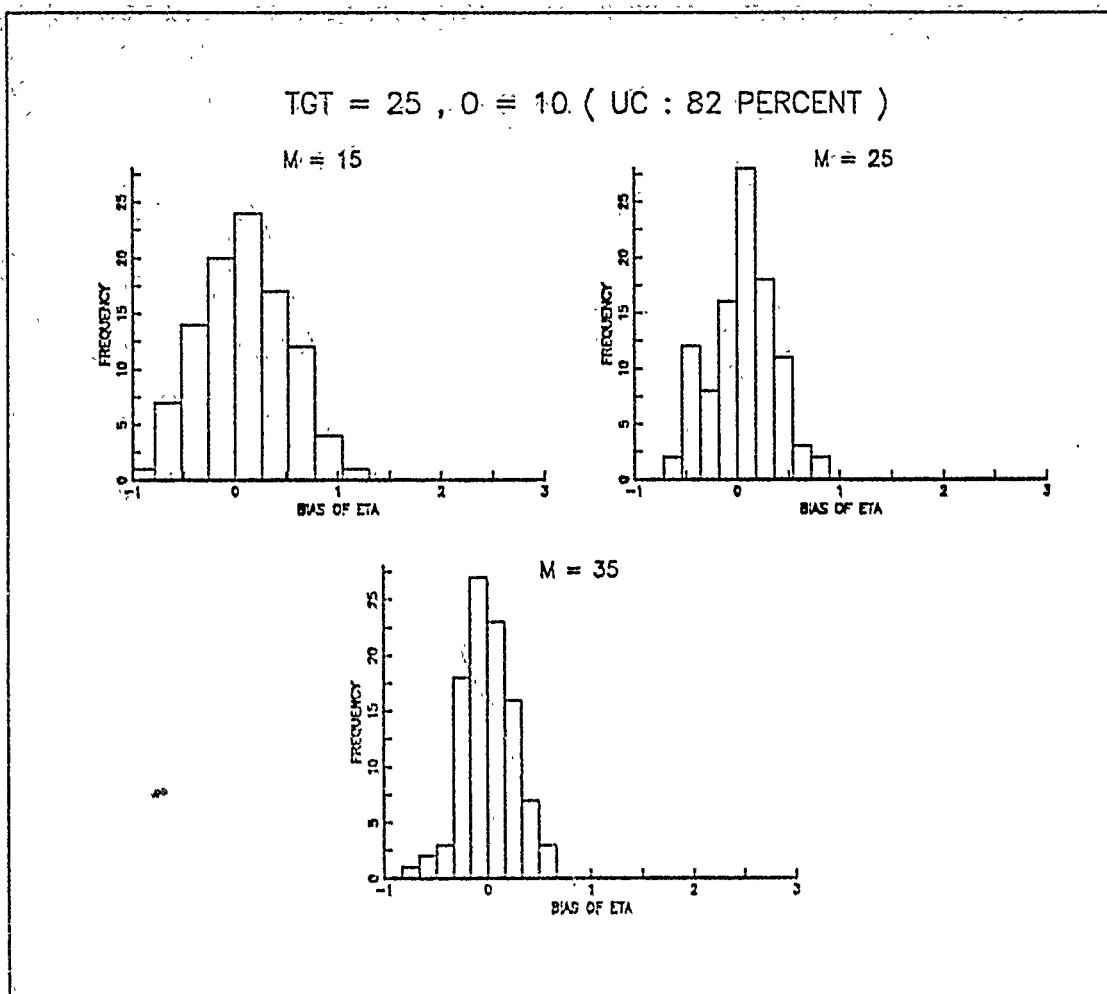 TGT = 25 , O = 10 ( UC : 82 PERCENT )
M = 15
FREQUENCY
0 5 10 15 20 25
-1 0 1 2 3
BIAS OF ETA
M = 25
FREQUENCY
0 5 10 15 20 25
-1 0 1 2 3
BIAS OF ETA
M = 35
FREQUENCY
0 5 10 15 20 25
-1 0 1 2 3
BIAS OF ETA